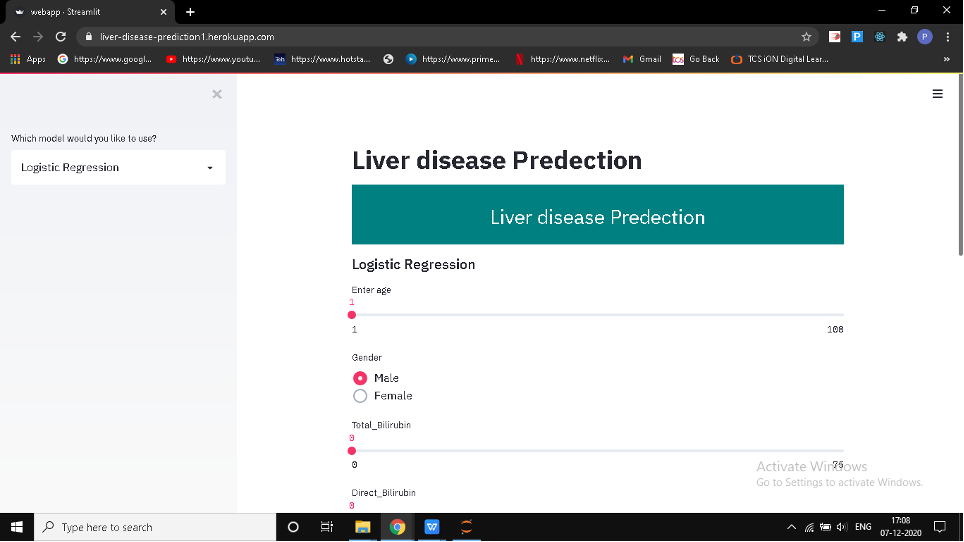 webapp · Streamlit
liver-disease-prediction1.herokuapp.com
P
Apps
https://www.googl...
https://www.youtu...
https://www.hotsta...
https://www.prime...
https://www.netflix...
Gmail
Go Back
TCS iON Digital Lear...
Which model would you like to use?
Logistic Regression
Liver disease Predection
Liver disease Predection
Logistic Regression
Enter age
1
1 100
Gender
Male
Female
Total_Bilirubin
0
0 75
Direct_Bilirubin
0
Activate Windows
Go to Settings to activate Windows.
Type here to search
ENG
17:08
07-12-2020